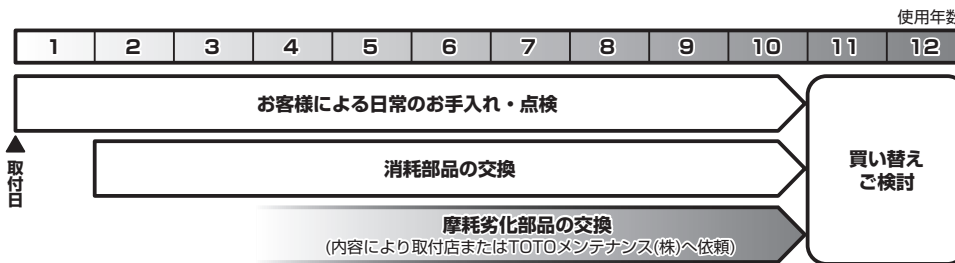 使用年数
1 2 3 4 5 6 7 8 9 10 11 12
お客様による日常のお手入れ・点検
取付日
消耗部品の交換
買い替え
ご検討
摩耗劣化部品の交換
(内容により取付店またはTOTOメンテナンス(株)へ依頼)